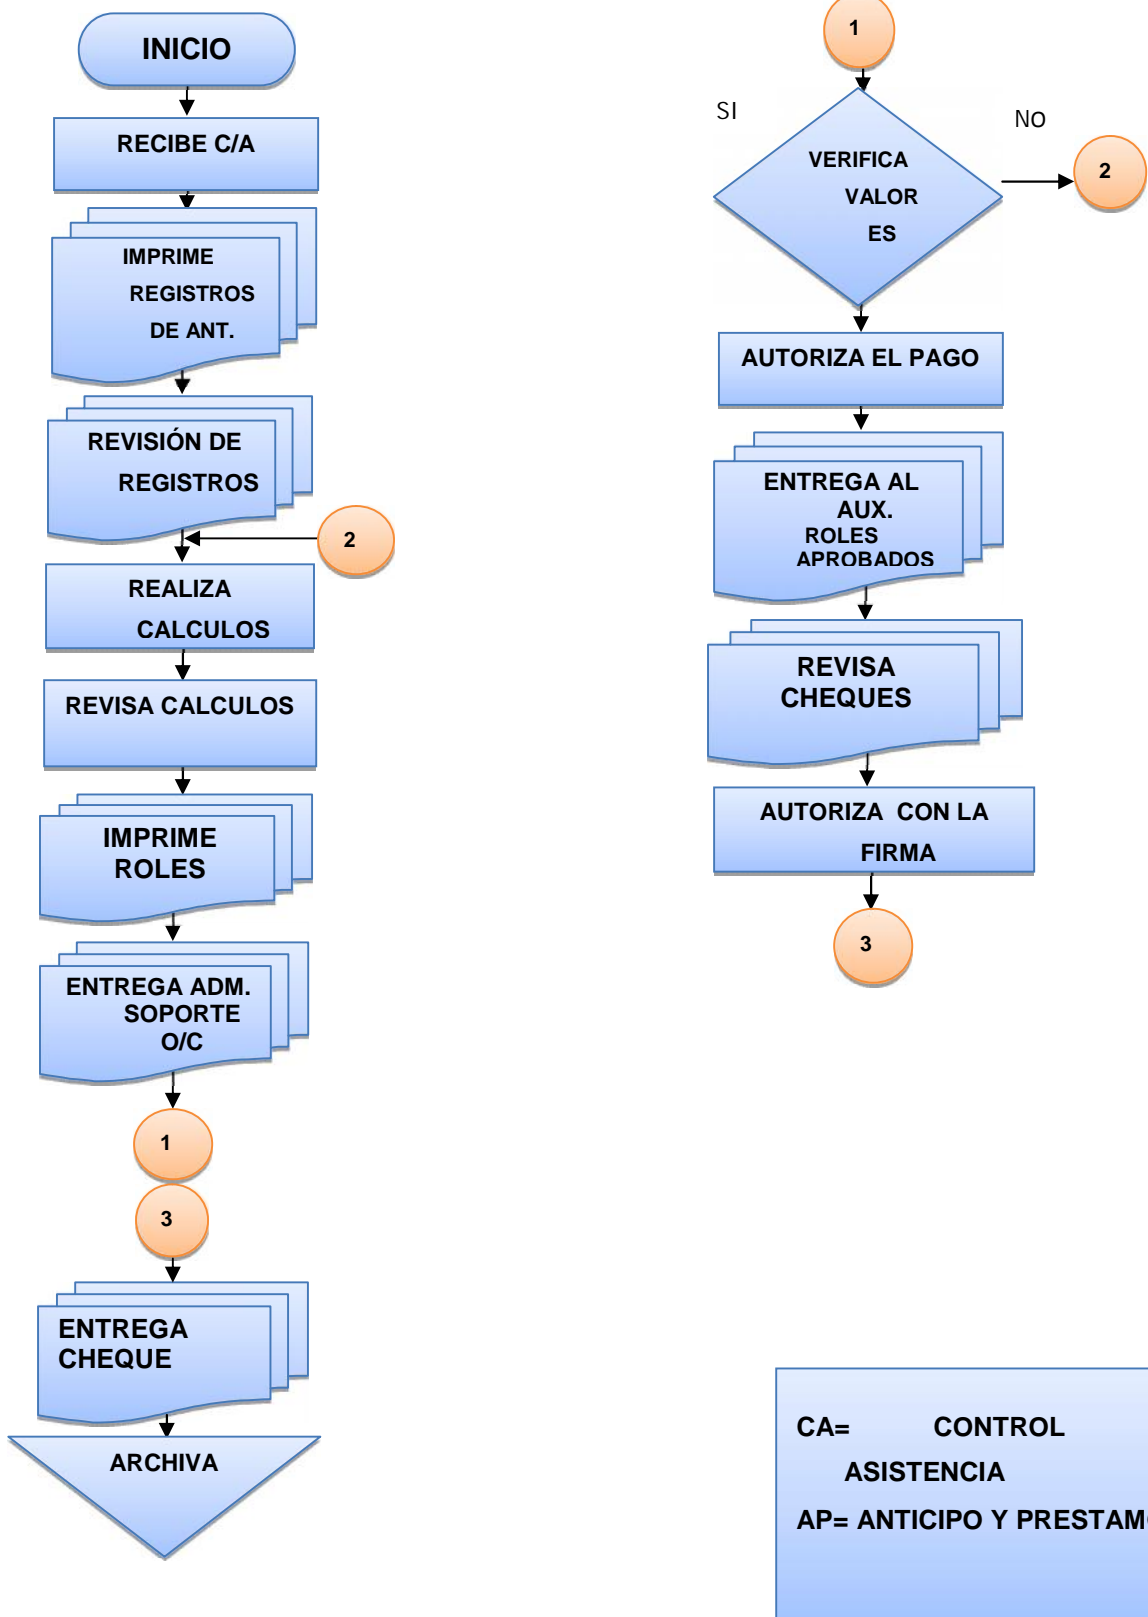 INICIO
RECIBE C/A
IMPRIME
REGISTROS
DE ANT.
REVISIÓN DE
REGISTROS
2
REALIZA
CALCULOS
REVISA CALCULOS
IMPRIME
ROLES
ENTREGA ADM.
SOPORTE
O/C
1
3
ENTREGA
CHEQUE
ARCHIVA
1
SI
NO
VERIFICA
VALOR
ES
2
AUTORIZA EL PAGO
ENTREGA AL
AUX.
ROLES
APROBADOS
REVISA
CHEQUES
AUTORIZA CON LA
FIRMA
3
CA= CONTROL
ASISTENCIA
AP= ANTICIPO Y PRESTAM